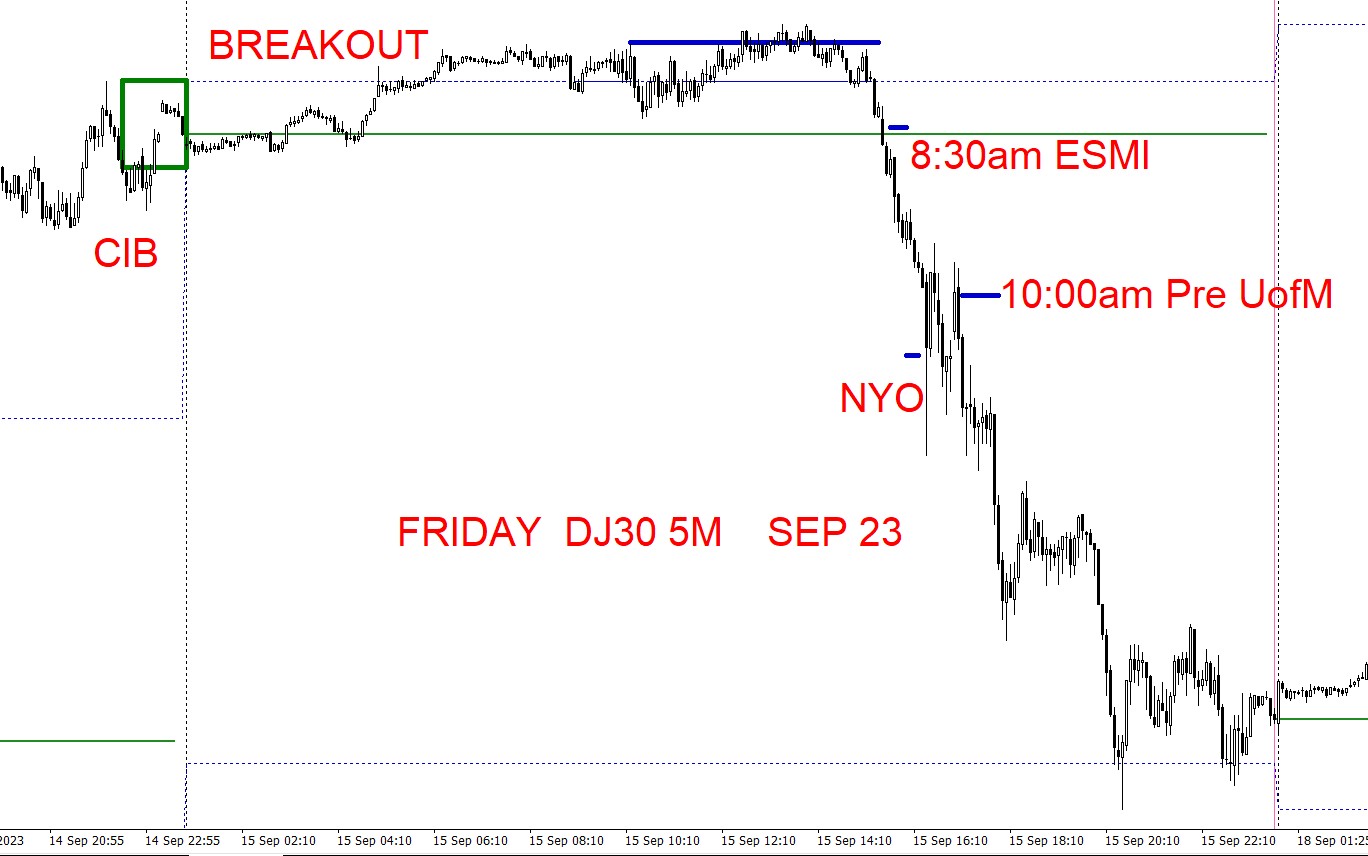 BREAKOUT
8:30am ESMI
CIB
10:00am Pre UofM
NYO
FRIDAY DJ30 5M SEP 23
2023 14 Sep 20:55 14 Sep 22:55 15 Sep 02:10 15 Sep 04:10 15 Sep 06:10 15 Sep 08:10 15 Sep 10:10 15 Sep 12:10 15 Sep 14:10 15 Sep 16:10 15 Sep 18:10 15 Sep 20:10 15 Sep 22:10 18 Sep 01:25